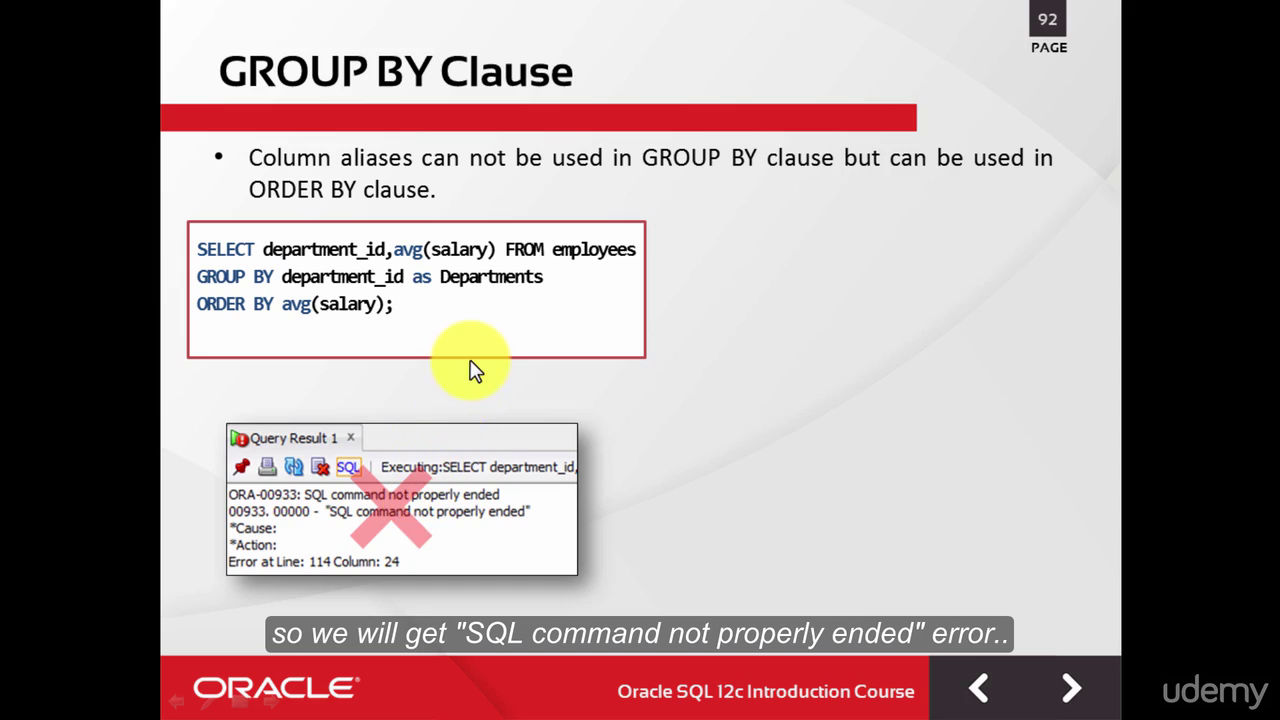 92
PAGE
GROUP BY Clause
• Column aliases can not be used in GROUP BY clause but can be used in
ORDER BY clause.
SELECT department_id,avg(salary) FROM employees
GROUP BY department_id as Departments
ORDER BY avg(salary);
Query Result 1 x
SQL | Executing:SELECT department_id,
ORA-00933: SQL command not properly ended
00933. 00000 - "SQL command not properly ended"
*Cause:
*Action:
Error at Line: 114 Column: 24
so we will get "SQL command not properly ended" error..
ORACLE®
Oracle SQL 12c Introduction Course
udemy